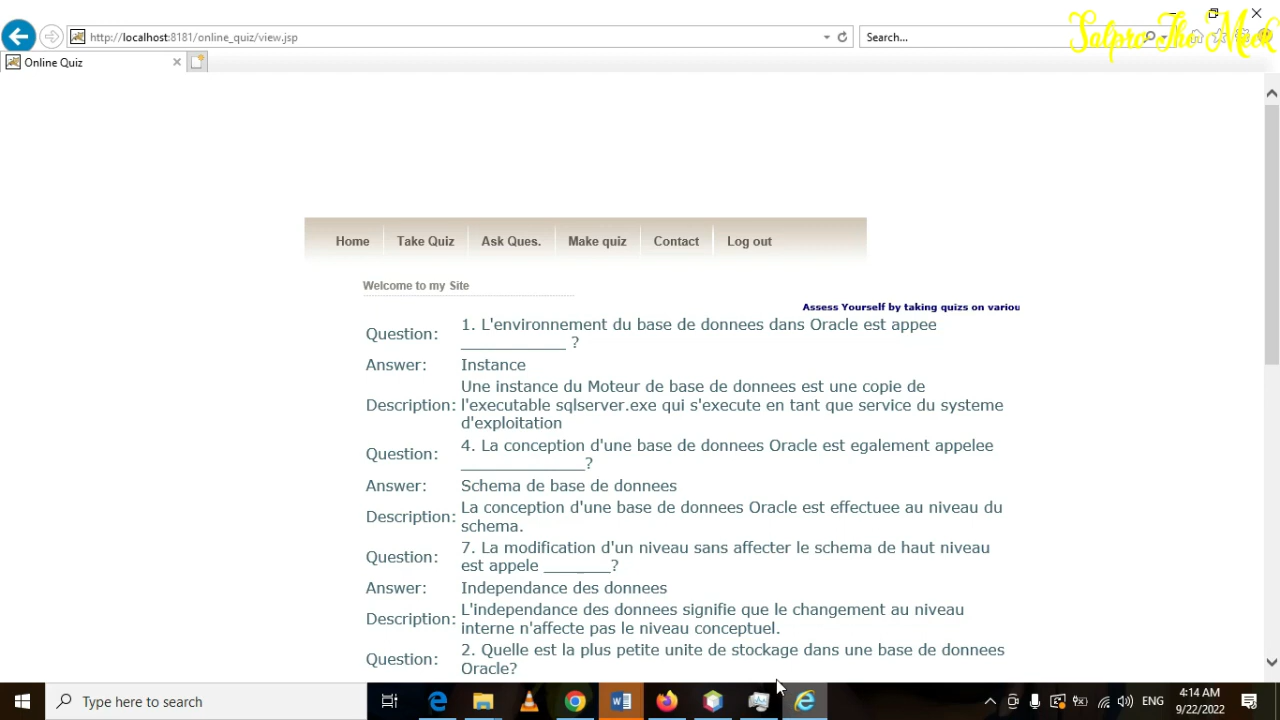 Salpro The Meek
http://localhost:8181/online_quiz/view.jsp
Search...
Online Quiz
Home Take Quiz Ask Ques. Make quiz Contact Log out
Welcome to my Site
Assess Yourself by taking quizs on variou
Question: 1. L'environnement du base de donnees dans Oracle est appee
____________ ?
Answer: Instance
Description: Une instance du Moteur de base de donnees est une copie de
l'executable sqlserver.exe qui s'execute en tant que service du systeme
d'exploitation
Question: 4. La conception d'une base de donnees Oracle est egalement appelee
______________?
Answer: Schema de base de donnees
Description: La conception d'une base de donnees Oracle est effectuee au niveau du
schema.
Question: 7. La modification d'un niveau sans affecter le schema de haut niveau
est appele ________?
Answer: Independance des donnees
Description: L'independance des donnees signifie que le changement au niveau
interne n'affecte pas le niveau conceptuel.
Question: 2. Quelle est la plus petite unite de stockage dans une base de donnees
Oracle?
Type here to search
ENG
4:14 AM
9/22/2022